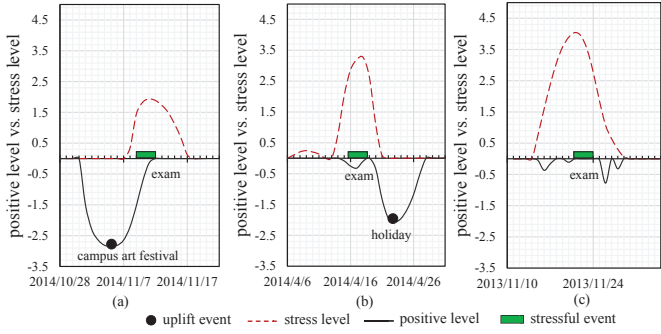 positive level vs. stress level
4.5
3.5
2.5
1.5
0.5
-0.5
-1.5
-2.5
-3.5
exam
campus art festival
2014/10/28 2014/11/7 2014/11/17
(a)
positive level vs. stress level
4.5
3.5
2.5
1.5
0.5
-0.5
-1.5
-2.5
-3.5
exam
holiday
2014/4/6 2014/4/16 2014/4/26
(b)
positive level vs. stress level
4.5
3.5
2.5
1.5
0.5
-0.5
-1.5
-2.5
-3.5
exam
2013/11/10 2013/11/24
(c)
uplift event stress level positive level stressful event